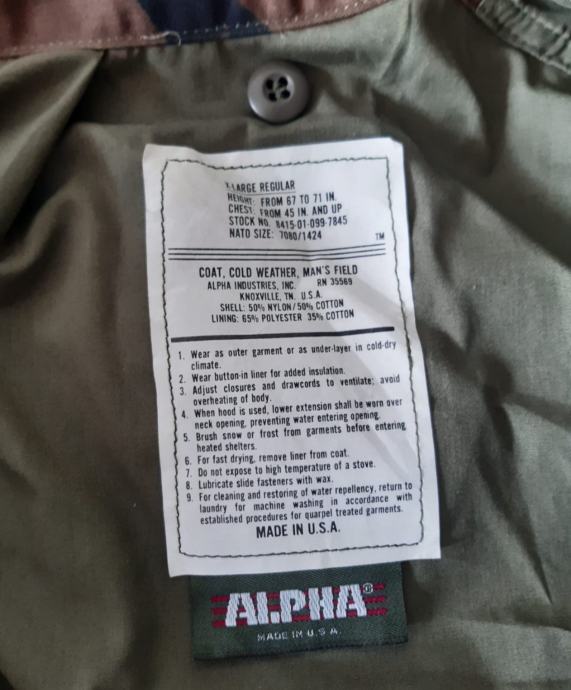 X-LARGE REGULAR
HEIGHT: FROM 67 TO 71 IN.
CHEST: FROM 45 IN. AND UP
STOCK NO. 8415-01-099-7845
NATO SIZE: 7080/1424
TM
COAT, COLD WEATHER, MAN'S FIELD
ALPHA INDUSTRIES, INC. RN 35569
KNOXVILLE, TN. U.S.A.
SHELL: 50% NYLON/50% COTTON
LINING: 65% POLYESTER 35% COTTON
1. Wear as outer garment or as under-layer in cold-dry
climate.
2. Wear button-in liner for added insulation.
3. Adjust closures and drawcords to ventilate; avoid
overheating of body.
4. When hood is used, lower extension shall be worn over
neck opening, preventing water entering opening.
5. Brush snow or frost from garments before entering
heated shelters.
6. For fast drying, remove liner from coat.
7. Do not expose to high temperature of a stove.
8. Lubricate slide fasteners with wax.
9. For cleaning and restoring of water repellency, return to
laundry for machine washing in accordance with
established procedures for quarpel treated garments.
MADE IN U.S.A.
ALPHA®
MADE IN U.S.A.